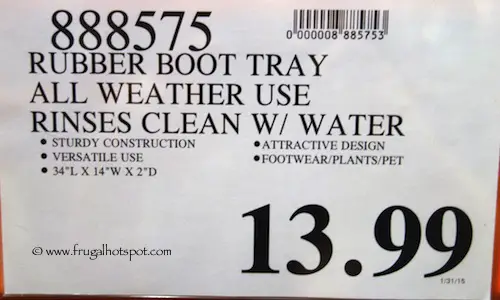 888575
0 000008 885753
RUBBER BOOT TRAY
ALL WEATHER USE
RINSES CLEAN W/ WATER
● STURDY CONSTRUCTION ● ATTRACTIVE DESIGN
● VERSATILE USE ● FOOTWEAR/PLANTS/PET
● 34"L X 14"W X 2"D
13.99
© www.frugalhotspot.com
1/31/16